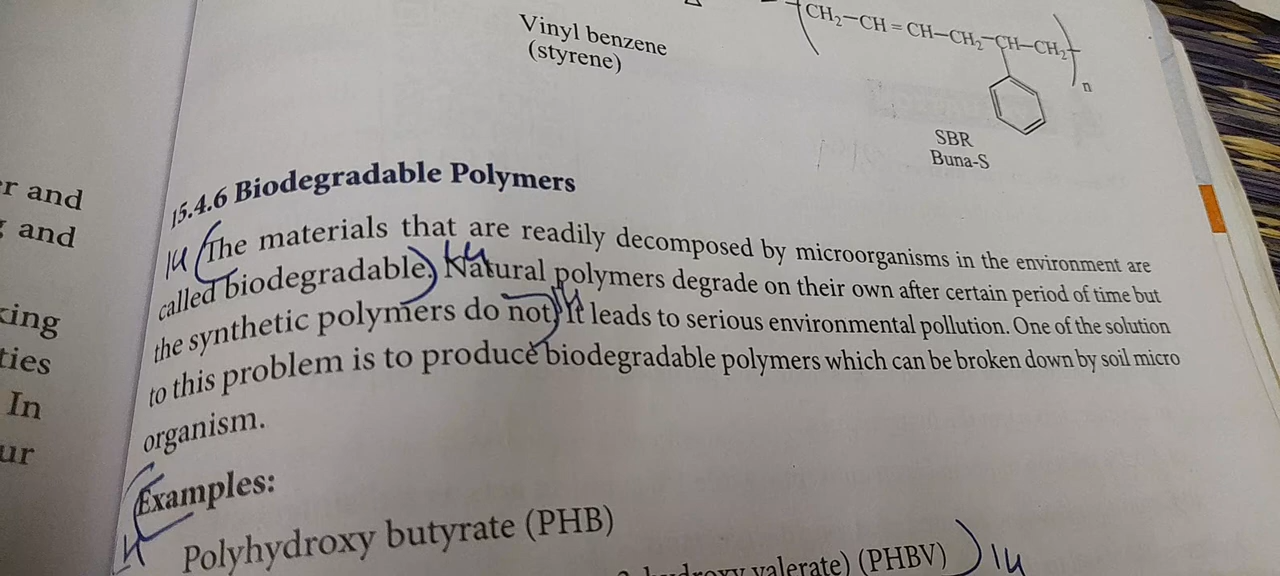 Vinyl benzene
(styrene)
(CH₂—CH = CH—CH₂—CH—CH₂)
n
SBR
Buna-S
r and
and
king
ties
In
ur
15.4.6 Biodegradable Polymers
The materials that are readily decomposed by microorganisms in the environment are
called biodegradable. Natural polymers degrade on their own after certain period of time but
the synthetic polymers do not. It leads to serious environmental pollution. One of the solution
to this problem is to produce biodegradable polymers which can be broken down by soil micro
organism.
Examples:
Polyhydroxy butyrate (PHB)
hydroxy valerate) (PHBV)